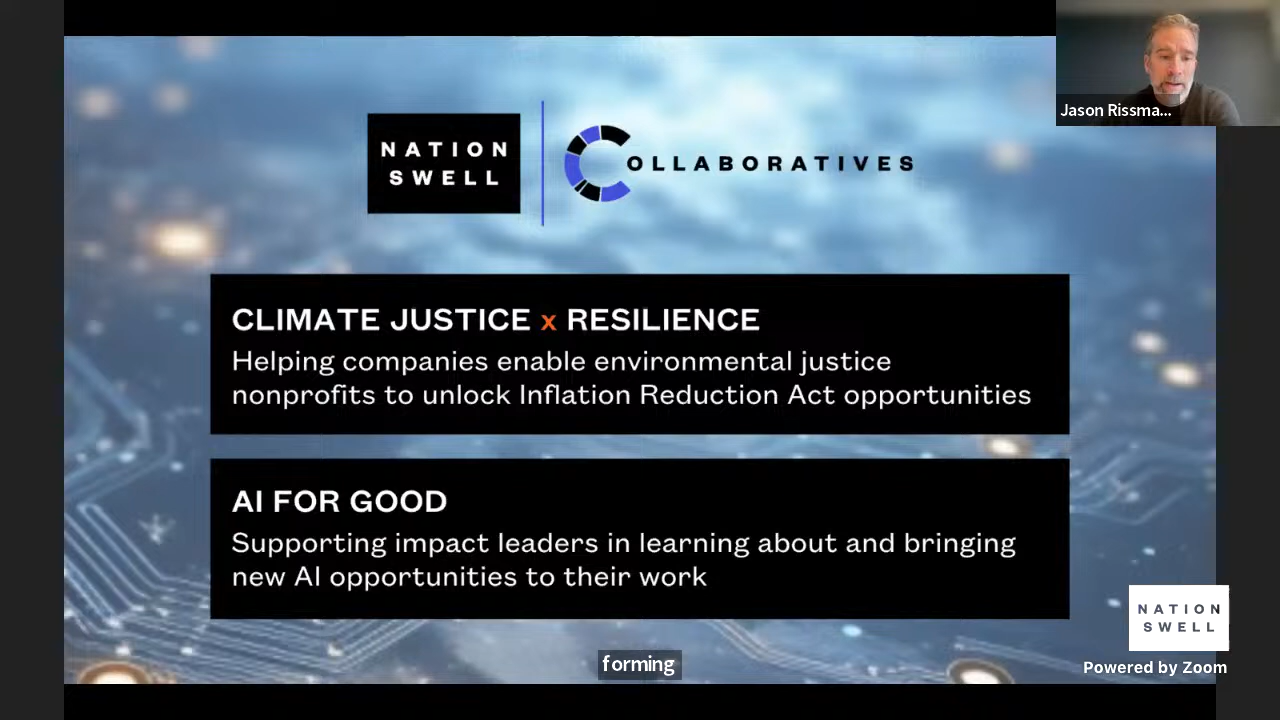 Jason Rissma...
NATION
SWELL
COLLABORATIVES
CLIMATE JUSTICE x RESILIENCE
Helping companies enable environmental justice
nonprofits to unlock Inflation Reduction Act opportunities
AI FOR GOOD
Supporting impact leaders in learning about and bringing
new AI opportunities to their work
NATION
SWELL
forming
Powered by Zoom